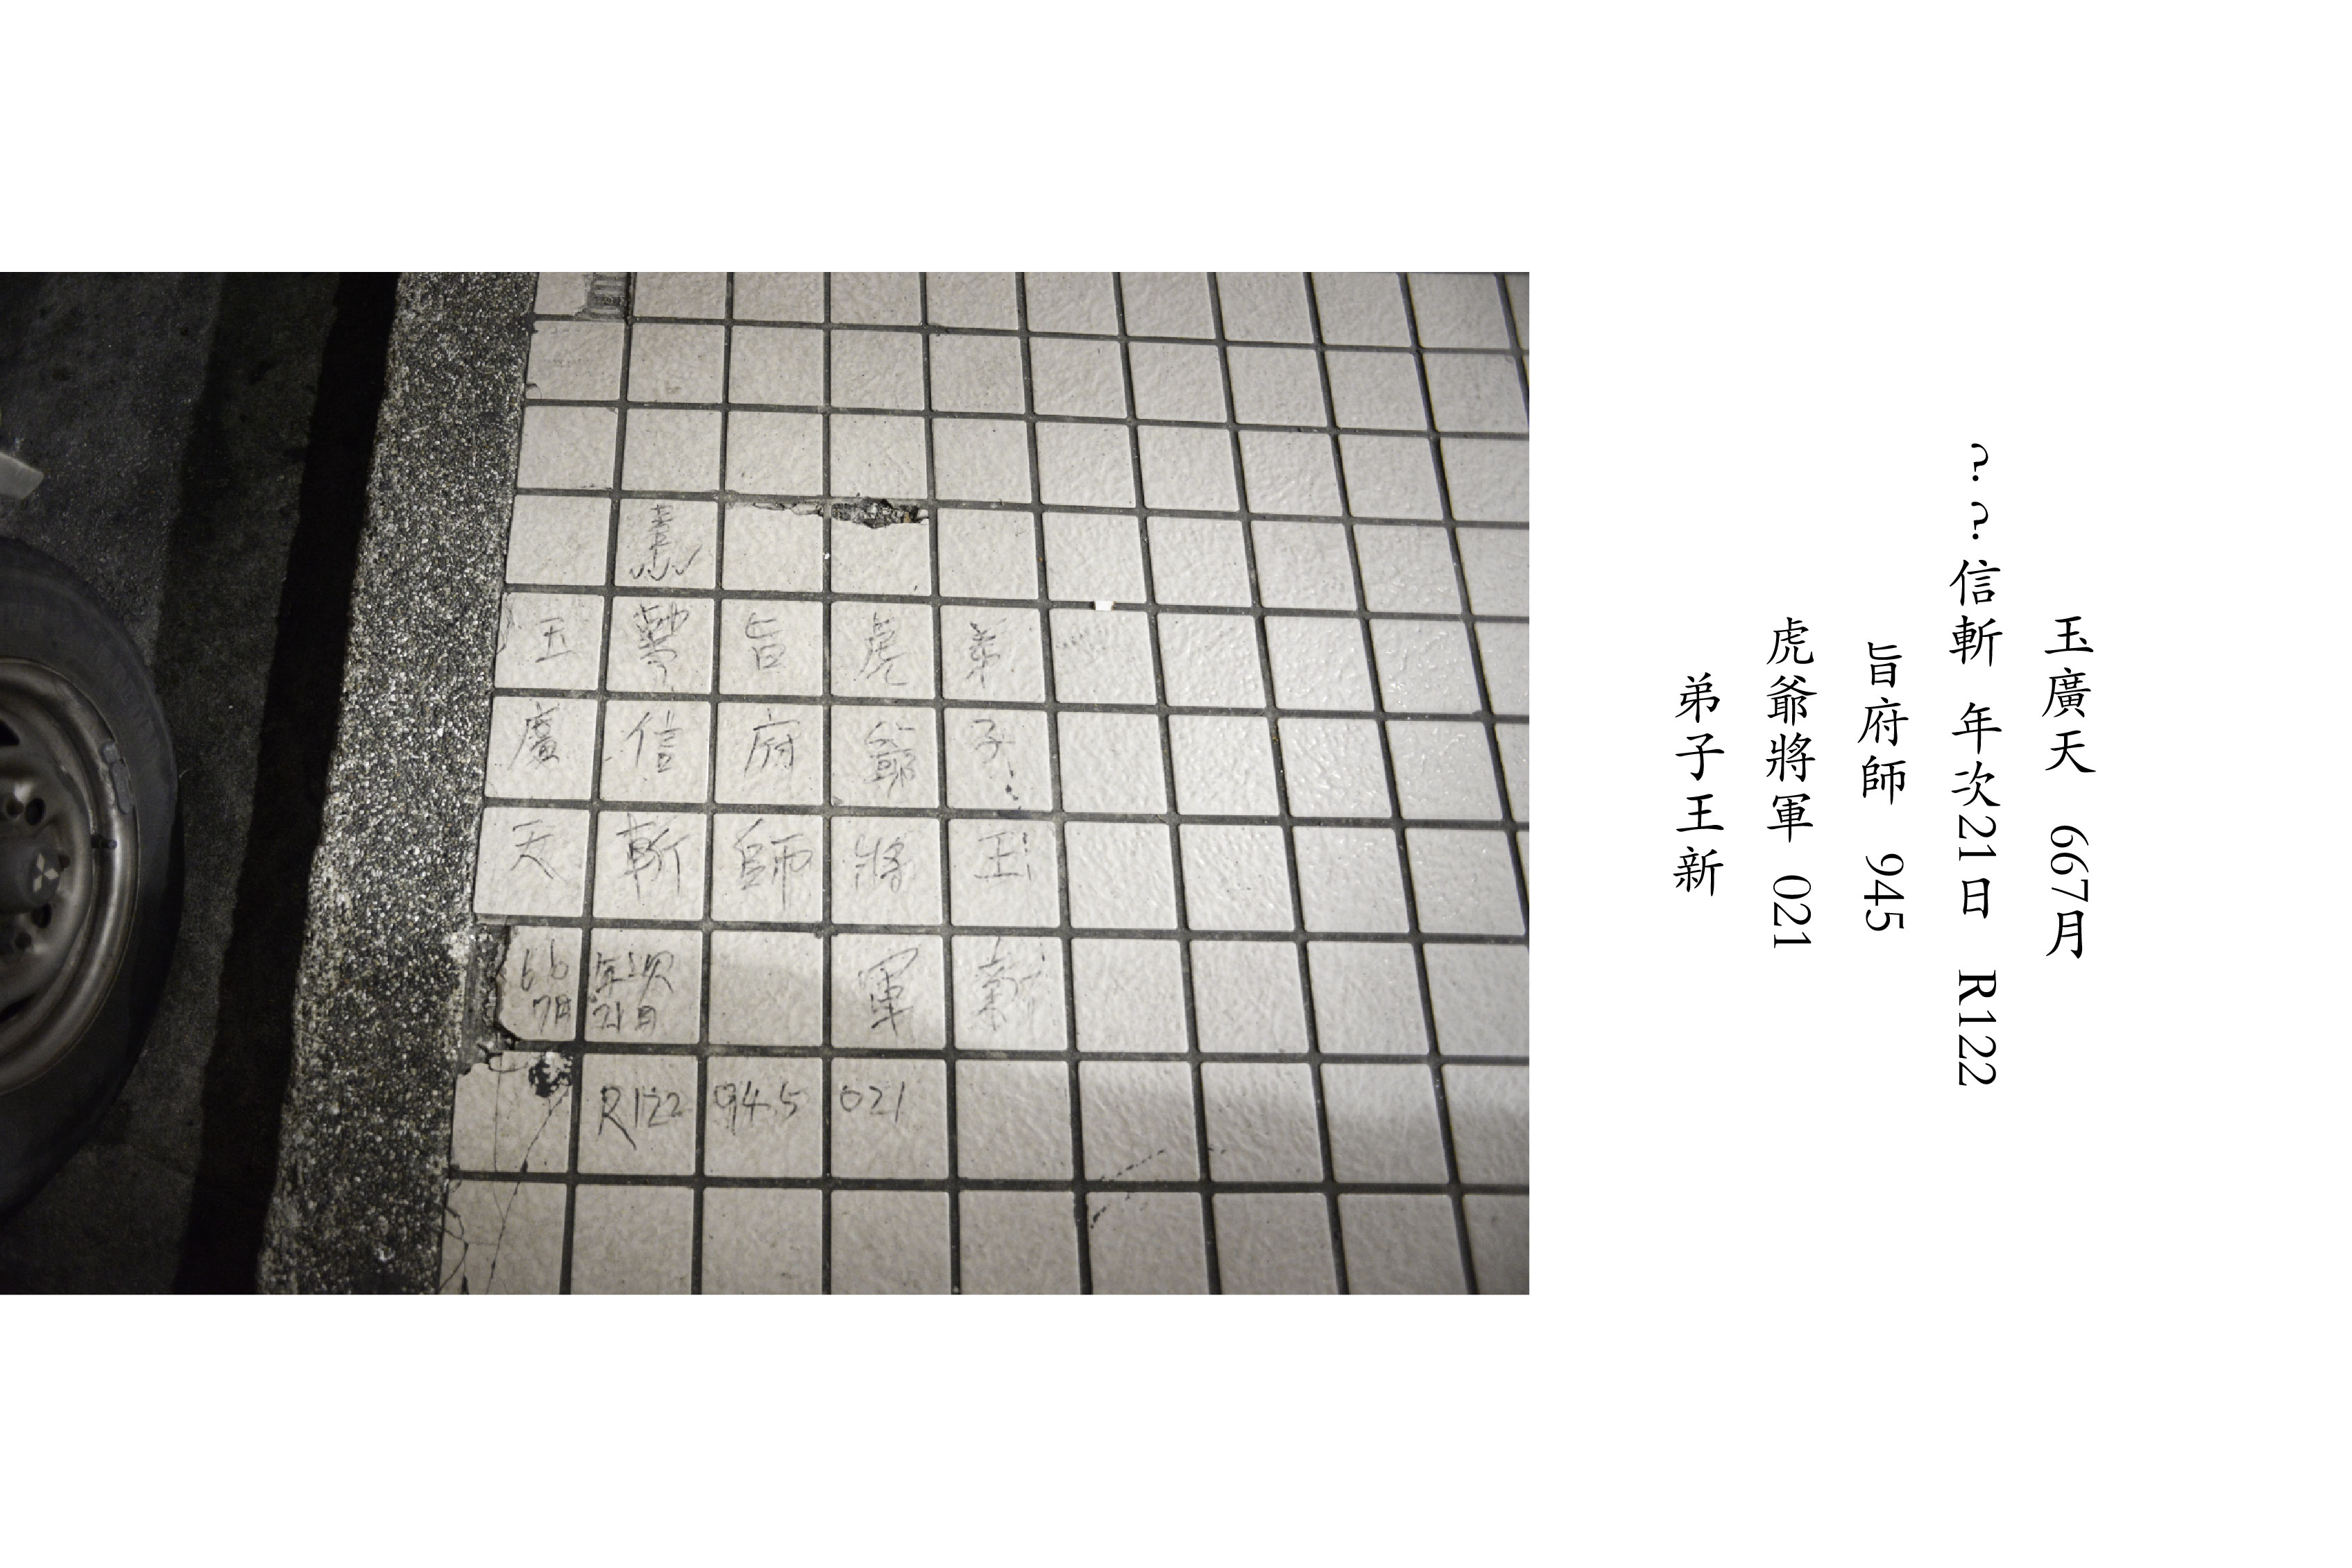 玉廣天 66 7月
信斬 年次 21日 R122
旨府師 945
虎爺將軍 021
弟子王新
玉廣天 667月
??信斬 年次21日 R122
旨府師 945
虎爺將軍 021
弟子王新